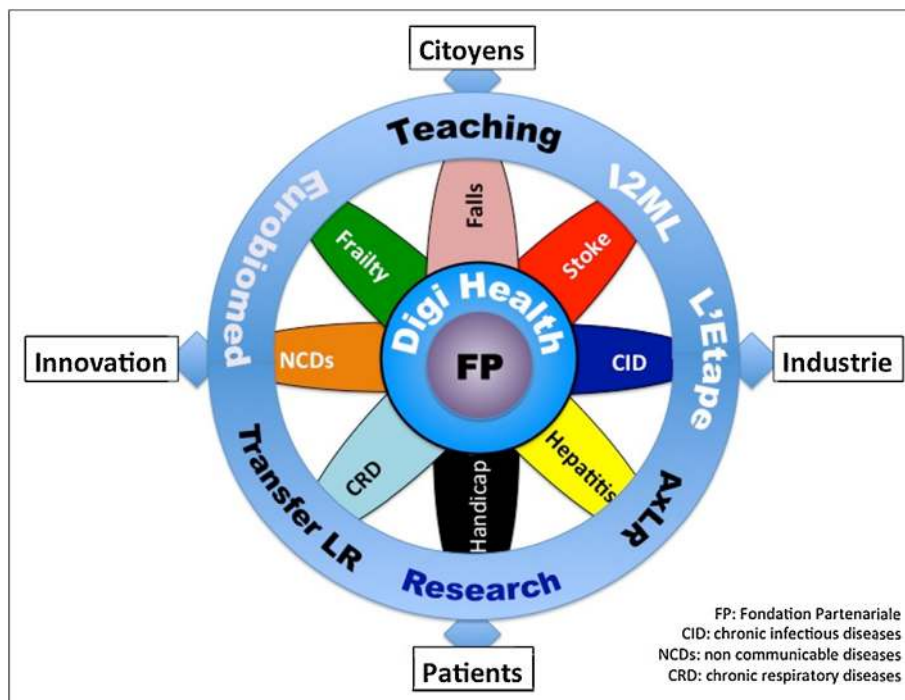 Citoyens
Teaching
I2ML
L'Etape
AxLR
Research
Transfer LR
Eurobiomed
Falls
Stoke
CID
Hepatitis
Handicap
CRD
NCDs
Frailty
Digi Health
FP
Innovation
Industrie
Patients
FP: Fondation Partenariale
CID: chronic infectious diseases
NCDs: non communicable diseases
CRD: chronic respiratory diseases